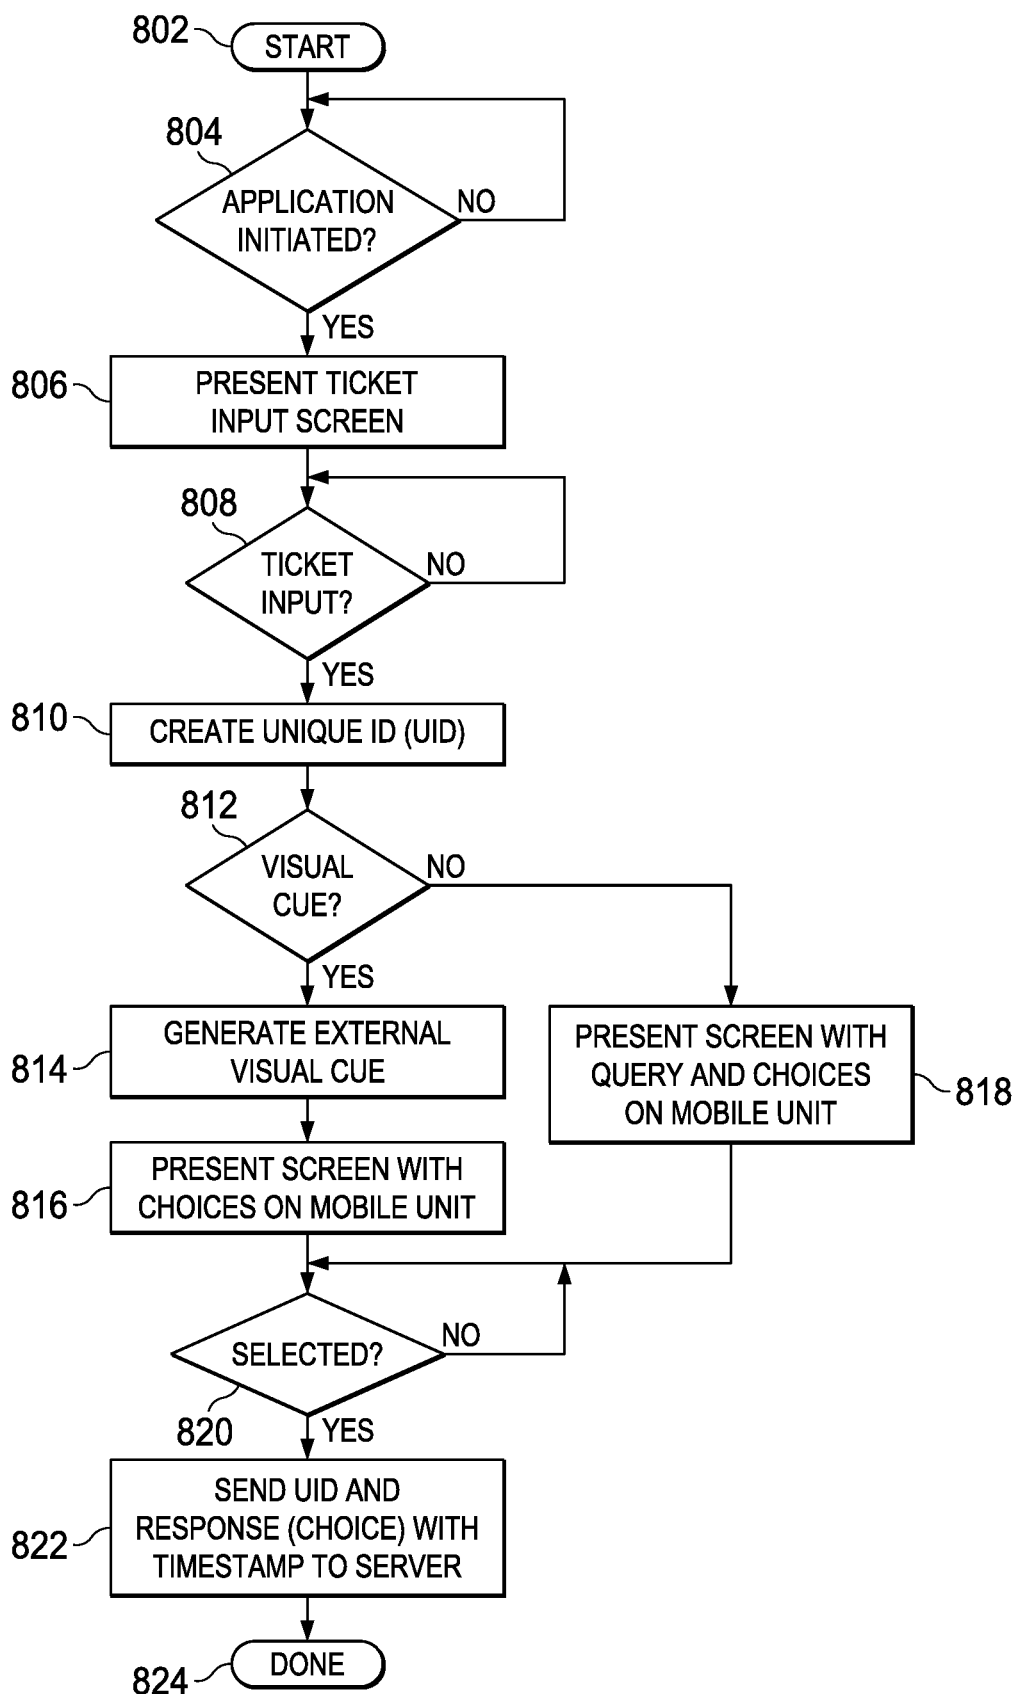 802
START
804
APPLICATION
INITIATED?
NO
YES
806
PRESENT TICKET
INPUT SCREEN
808
TICKET
INPUT?
NO
YES
810
CREATE UNIQUE ID (UID)
812
VISUAL
CUE?
NO
YES
814
GENERATE EXTERNAL
VISUAL CUE
PRESENT SCREEN WITH
QUERY AND CHOICES
ON MOBILE UNIT
818
816
PRESENT SCREEN WITH
CHOICES ON MOBILE UNIT
SELECTED?
NO
820
YES
822
SEND UID AND
RESPONSE (CHOICE) WITH
TIMESTAMP TO SERVER
824
DONE